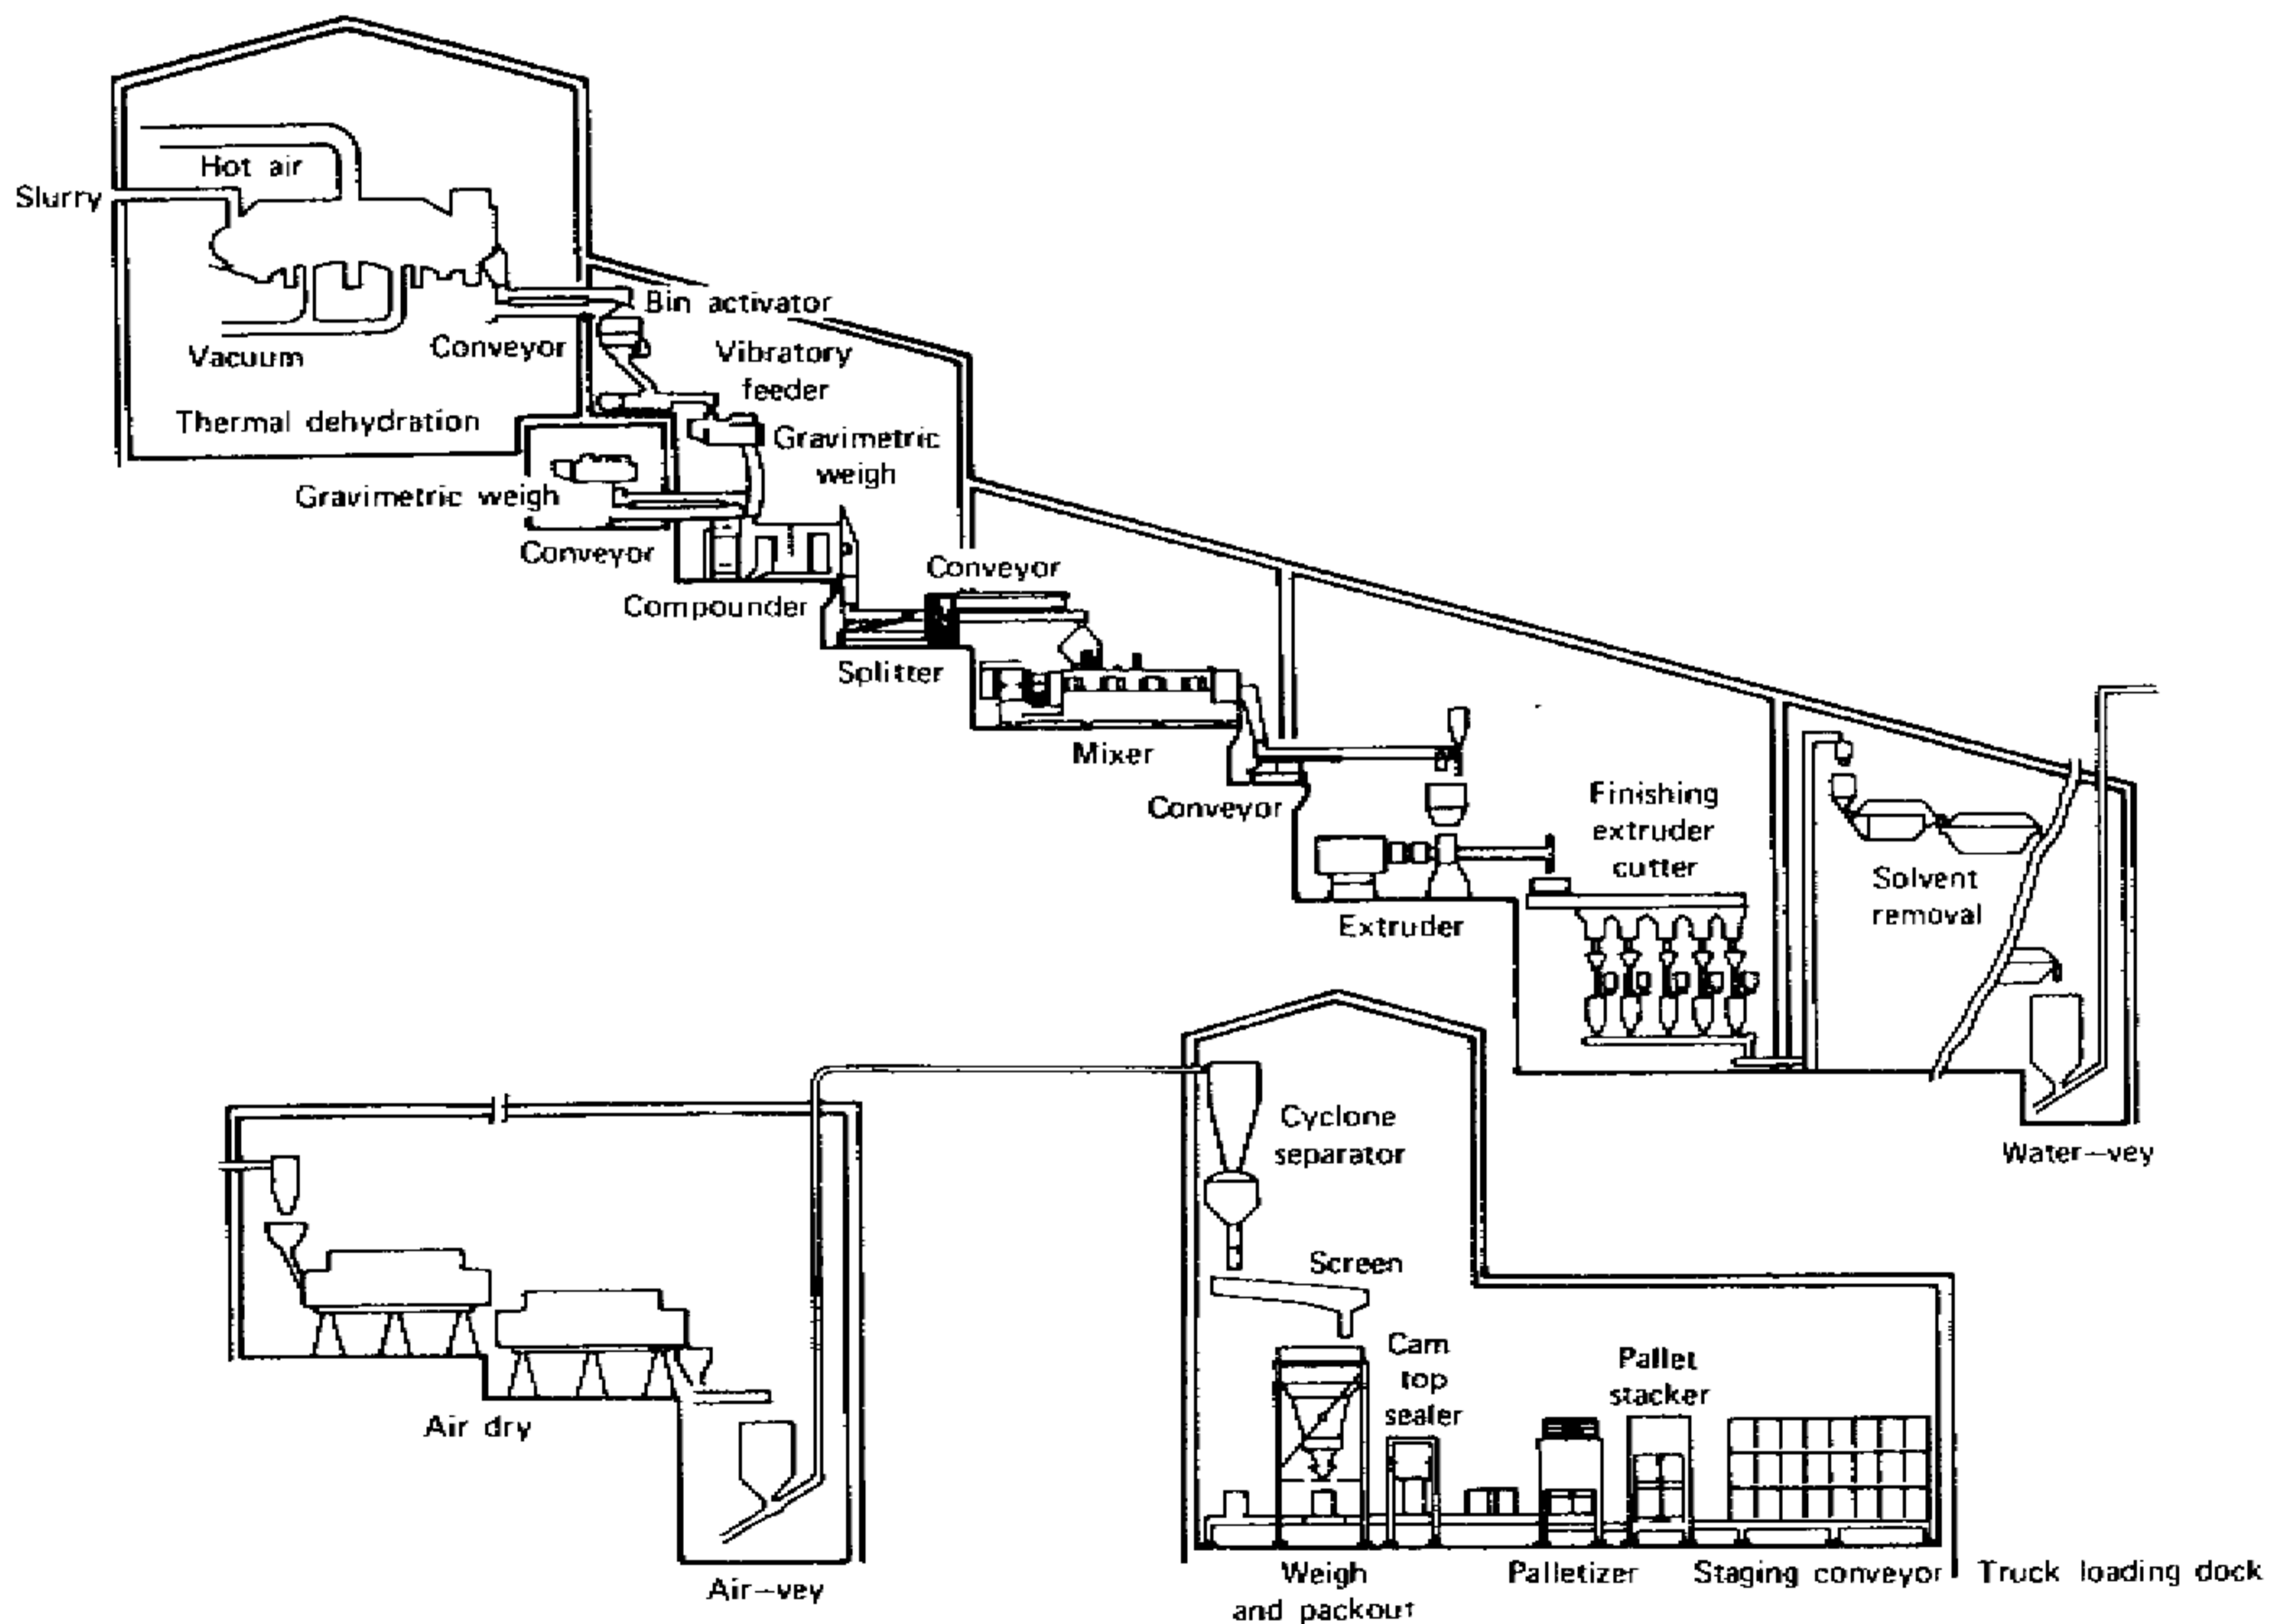 Hot air
Slurry
Bin activator
Vacuum
Conveyor
Vibratory
feeder
Thermal dehydration
Gravimetric
weigh
Gravimetric weigh
Conveyor
Conveyor
Compounder
Splitter
Mixer
Conveyor
Finishing
extruder
cutter
Solvent
removal
Extruder
Cyclone
separator
Water-vey
Screen
Cam
top
sealer
Pallet
stacker
Air dry
Air-vey
Weigh
and packout
Palletizer
Staging conveyor
Truck loading dock